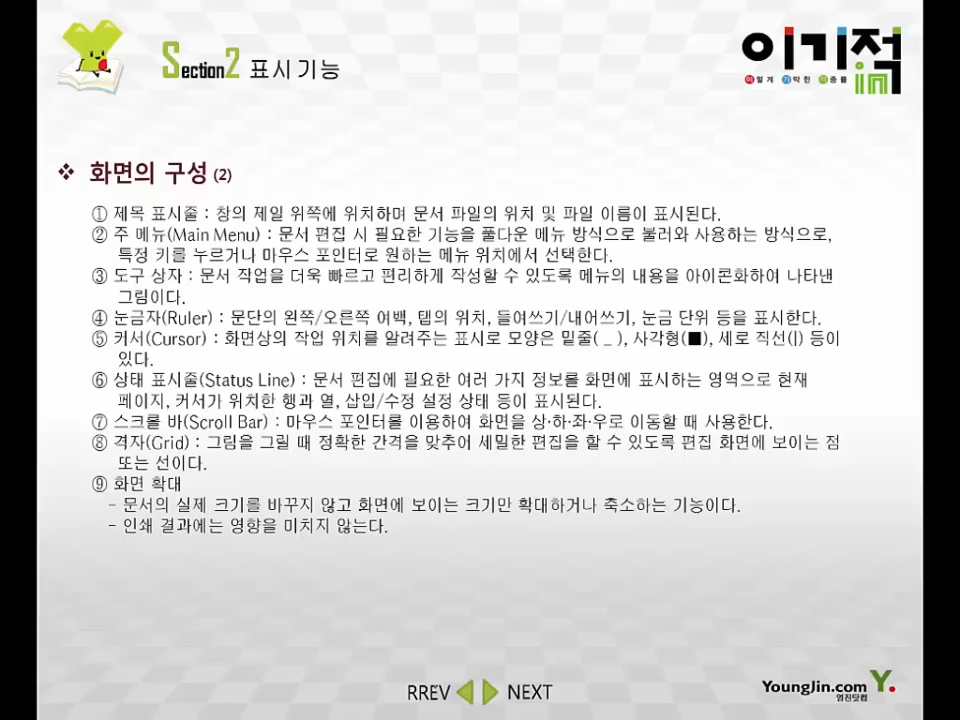 Section2 표시기능
이기적in
이렇게 기막힌 적중률
❖ 화면의 구성 (2)
① 제목 표시줄 : 창의 제일 위쪽에 위치하며 문서 파일의 위치 및 파일 이름이 표시된다.
② 주 메뉴(Main Menu) : 문서 편집 시 필요한 기능을 풀다운 메뉴 방식으로 불러와 사용하는 방식으로,
특정 키를 누르거나 마우스 포인터로 원하는 메뉴 위치에서 선택한다.
③ 도구 상자 : 문서 작업을 더욱 빠르고 편리하게 작성할 수 있도록 메뉴의 내용을 아이콘화하여 나타낸
그림이다.
④ 눈금자(Ruler) : 문단의 왼쪽/오른쪽 여백, 탭의 위치, 들여쓰기/내어쓰기, 눈금 단위 등을 표시한다.
⑤ 커서(Cursor) : 화면상의 작업 위치를 알려주는 표시로 모양은 밑줄( _ ), 사각형(■), 세로 직선(|) 등이
있다.
⑥ 상태 표시줄(Status Line) : 문서 편집에 필요한 여러 가지 정보를 화면에 표시하는 영역으로 현재
페이지, 커서가 위치한 행과 열, 삽입/수정 설정 상태 등이 표시된다.
⑦ 스크롤 바(Scroll Bar) : 마우스 포인터를 이용하여 화면을 상·하·좌·우로 이동할 때 사용한다.
⑧ 격자(Grid) : 그림을 그릴 때 정확한 간격을 맞추어 세밀한 편집을 할 수 있도록 편집 화면에 보이는 점
또는 선이다.
⑨ 화면 확대
- 문서의 실제 크기를 바꾸지 않고 화면에 보이는 크기만 확대하거나 축소하는 기능이다.
- 인쇄 결과에는 영향을 미치지 않는다.
RREV NEXT
YoungJin.com Y.
영진닷컴